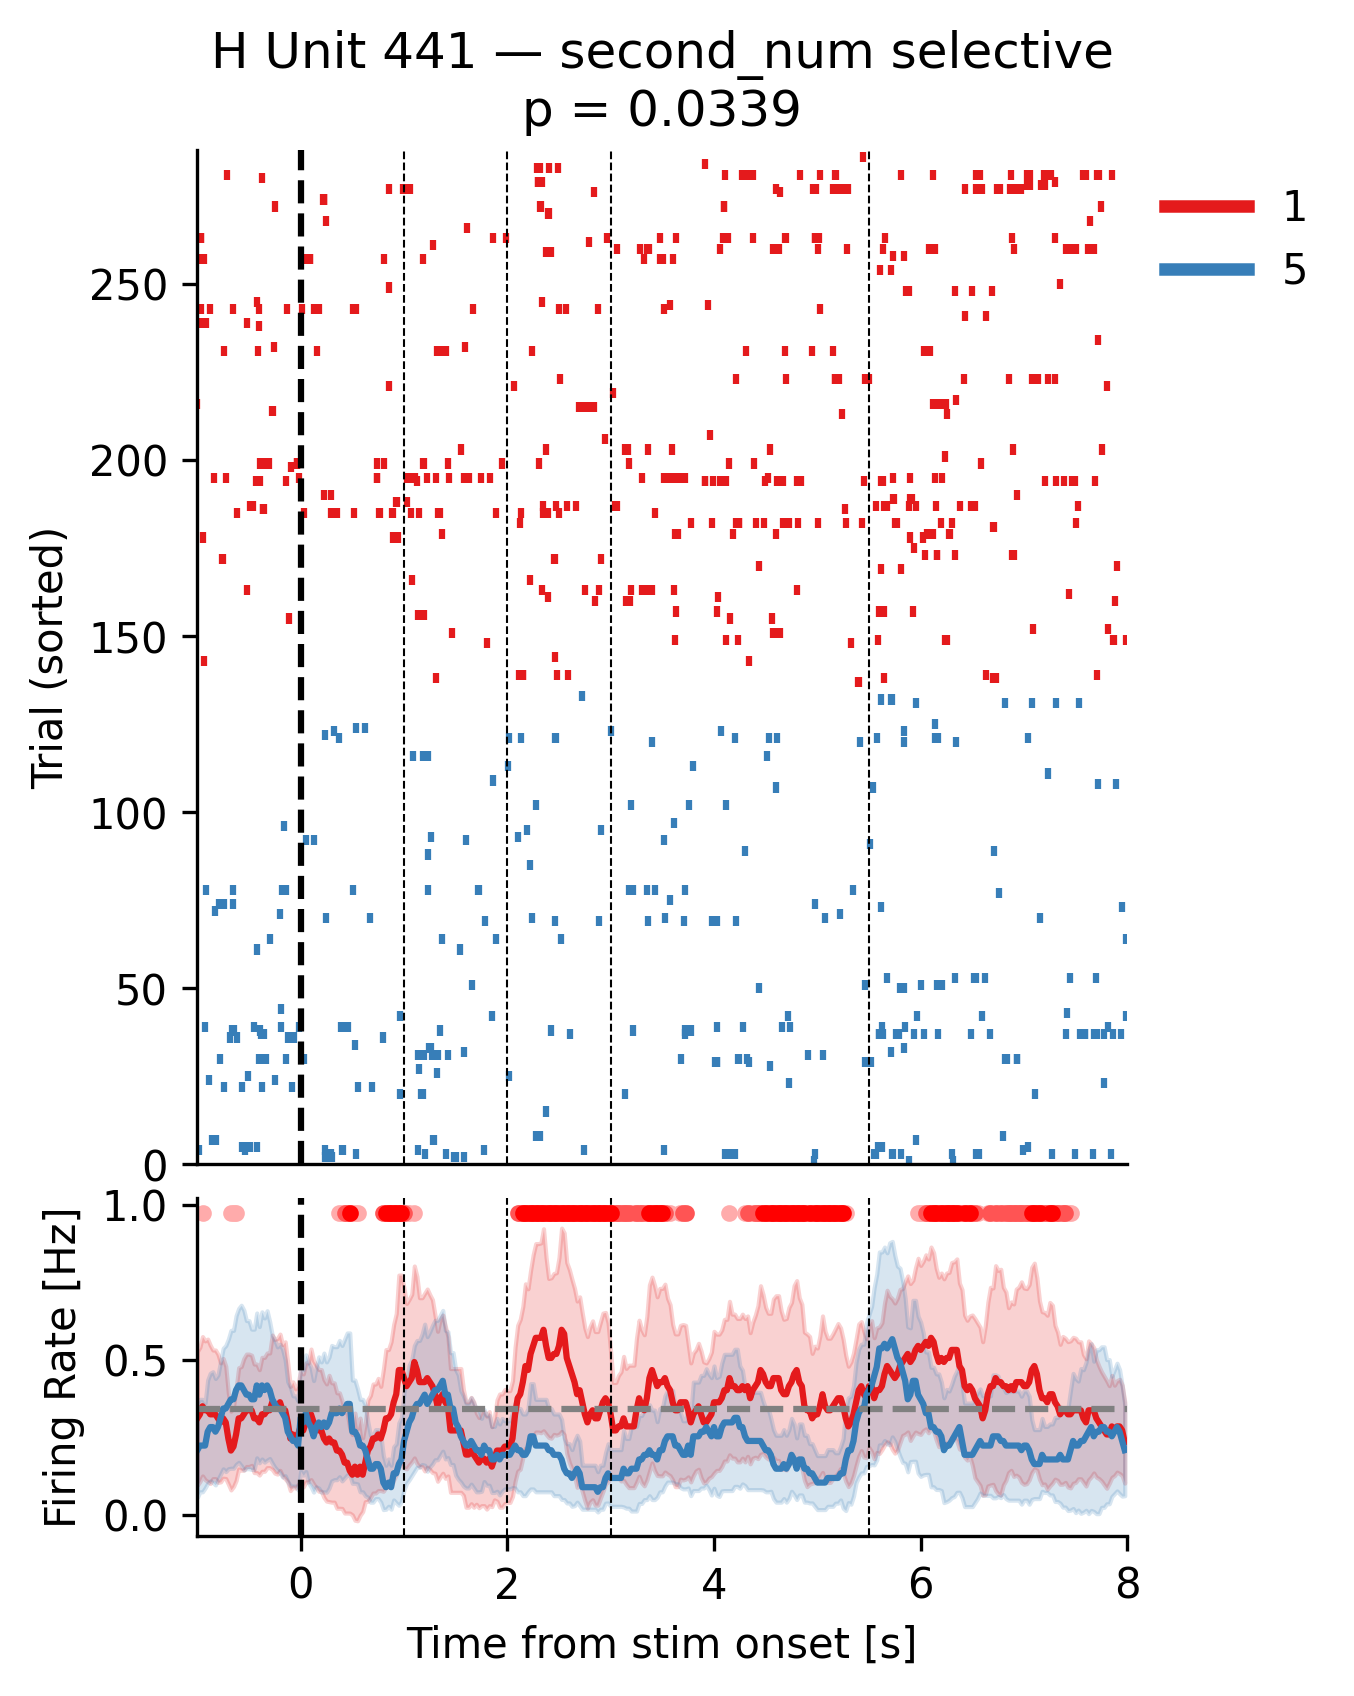 H Unit 441 — second_num selective
p = 0.0339
1
5
250
200
150
100
50
0
Trial (sorted)
1.0
0.5
0.0
Firing Rate [Hz]
0 2 4 6 8
Time from stim onset [s]